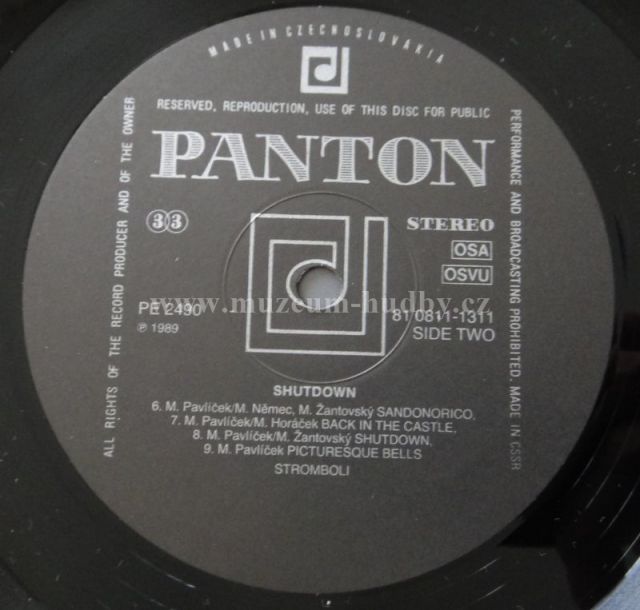 MADE IN CZECHOSLOVAKIA
RESERVED, REPRODUCTION, USE OF THIS DISC FOR PUBLIC
ALL RIGHTS OF THE RECORD PRODUCER AND OF THE OWNER
PERFORMANCE AND BROADCASTING PROHIBITED. MADE IN CSSR
PANTON
33
STEREO
OSA
OSVU
www.muzeum-hudby.cz
PE 2490
℗ 1989
81 0811-1311
SIDE TWO
SHUTDOWN
6. M. Pavlíček/M. Němec, M. Žantovský SANDONORICO,
7. M. Pavlíček/M. Horáček BACK IN THE CASTLE,
8. M. Pavlíček/M. Žantovský SHUTDOWN,
9. M. Pavlíček PICTURESQUE BELLS
STROMBOLI